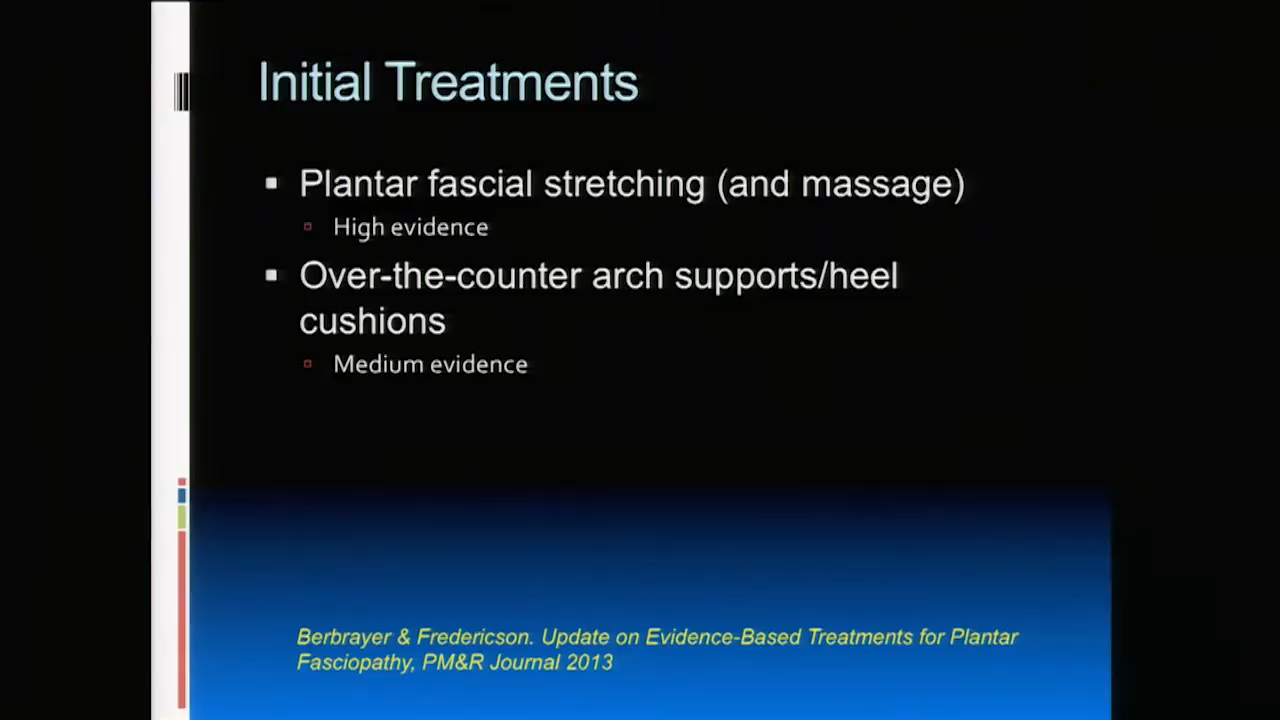 Initial Treatments
Plantar fascial stretching (and massage)
High evidence
Over-the-counter arch supports/heel
cushions
Medium evidence
Berbrayer & Fredericson. Update on Evidence-Based Treatments for Plantar
Fasciopathy, PM&R Journal 2013